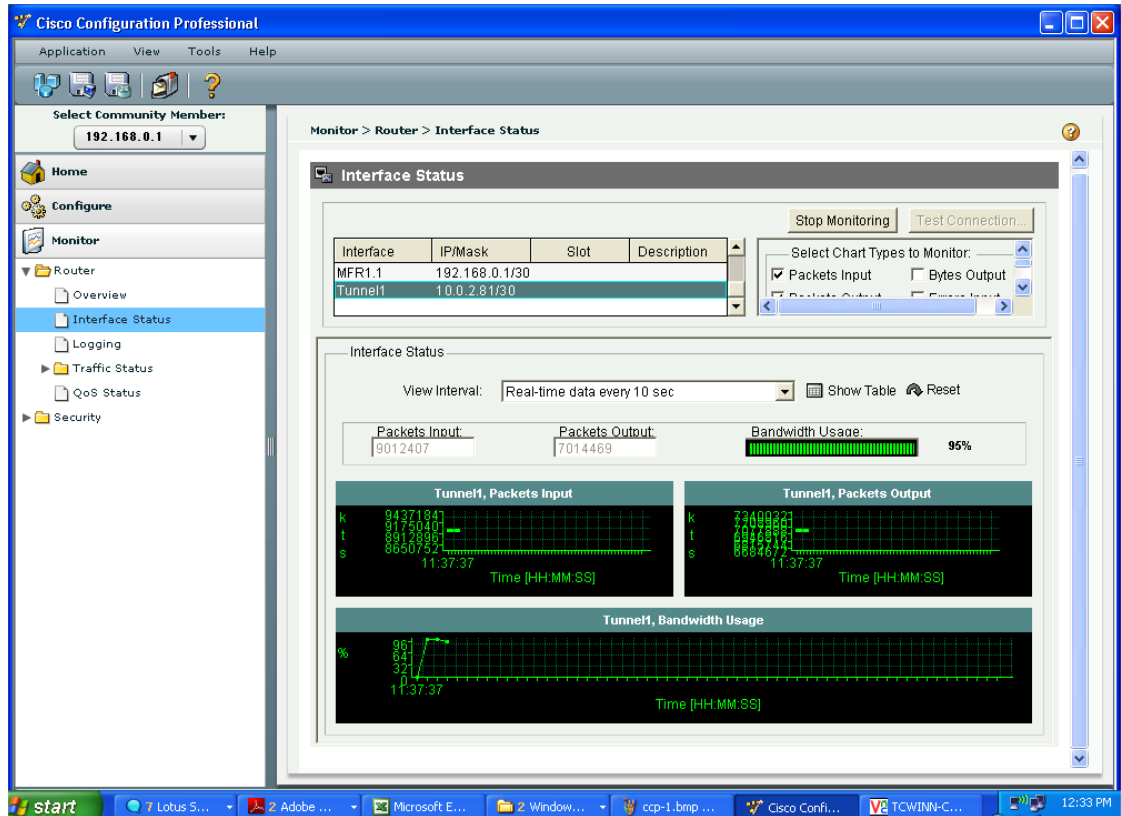 Cisco Configuration Professional
Application View Tools Help
Select Community Member:
192.168.0.1
Home
Configure
Monitor
Router
Overview
Interface Status
Logging
Traffic Status
QoS Status
Security
Monitor > Router > Interface Status
Interface Status
Stop Monitoring Test Connection...
Interface IP/Mask Slot Description
MFR1.1 192.168.0.1/30
Tunnel1 10.0.2.81/30
Select Chart Types to Monitor:
Packets Input Bytes Output
Packets Output Errors Input
Interface Status
View Interval: Real-time data every 10 sec Show Table Reset
Packets Input: Packets Output: Bandwidth Usage:
9012407 7014469 95%
Tunnel1, Packets Input
k
t
s
9437184
9175040
8912896
8650752
11:37:37
Time [HH:MM:SS]
Tunnel1, Packets Output
k
t
s
6684672
11:37:37
Time [HH:MM:SS]
Tunnel1, Bandwidth Usage
%
96
64
32
0
11:37:37
Time [HH:MM:SS]
start 7 Lotus S... 2 Adobe ... Microsoft E... 2 Window... ccp-1.bmp ... Cisco Confi... TCWINN-C... 12:33 PM